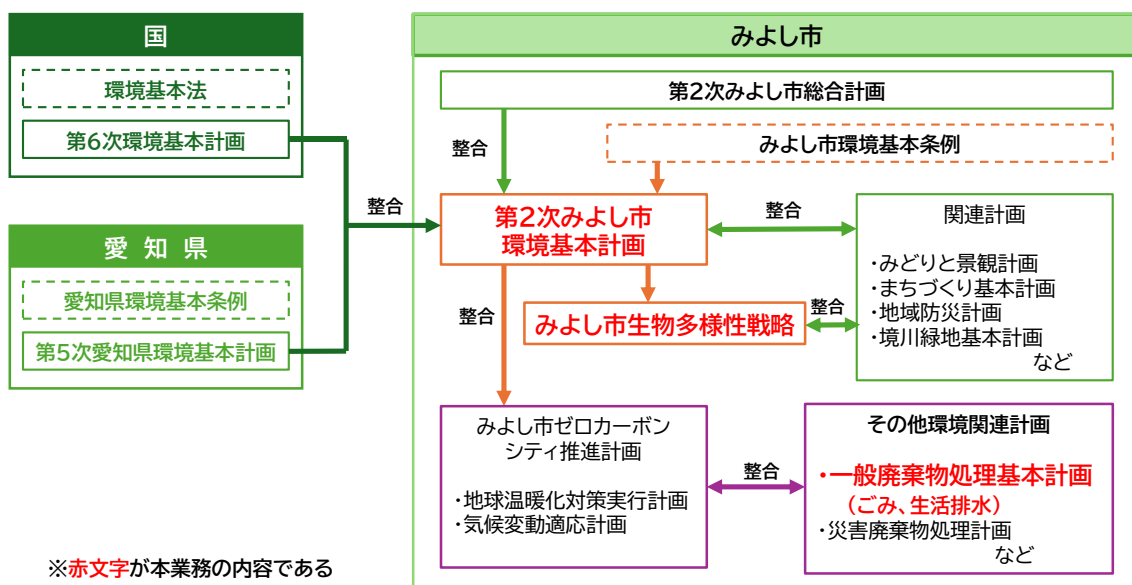 国
環境基本法
第6次環境基本計画
愛知県
愛知県環境基本条例
第5次愛知県環境基本計画
整合
みよし市
第2次みよし市総合計画
整合
みよし市環境基本条例
第2次みよし市
環境基本計画
整合
関連計画
・みどりと景観計画
・まちづくり基本計画
・地域防災計画
・境川緑地基本計画
など
整合
みよし市生物多様性戦略
整合
みよし市ゼロカーボン
シティ推進計画
・地球温暖化対策実行計画
・気候変動適応計画
整合
その他環境関連計画
・一般廃棄物処理基本計画
(ごみ、生活排水)
・災害廃棄物処理計画
など
※赤文字が本業務の内容である